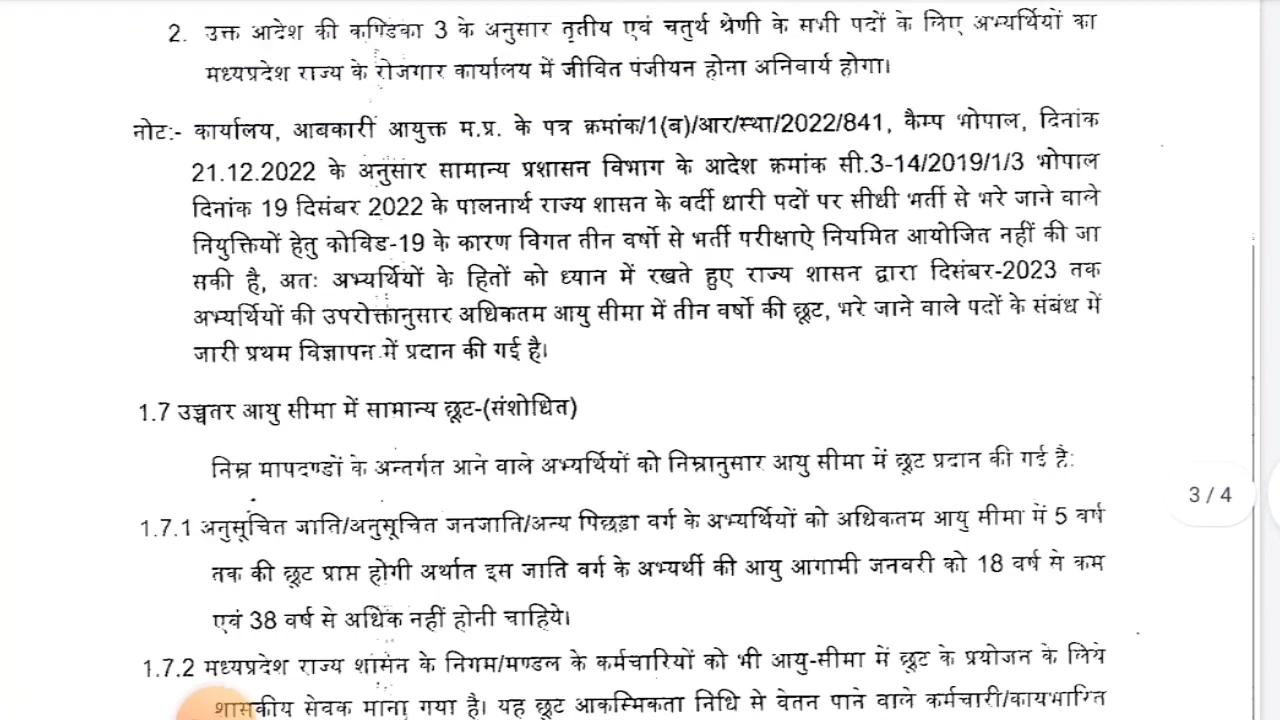 2. उक्त आदेश की कण्डिका 3 के अनुसार तृतीय एवं चतुर्थ श्रेणी के सभी पदों के लिए अभ्यर्थियों का
मध्यप्रदेश राज्य के रोजगार कार्यालय में जीवित पंजीयन होना अनिवार्य होगा।
नोटः- कार्यालय, आबकारी आयुक्त म.प्र. के पत्र क्रमांक/1(ब)/आर/स्था/2022/841, कैम्प भोपाल, दिनांक
21.12.2022 के अनुसार सामान्य प्रशासन विभाग के आदेश क्रमांक सी.3-14/2019/1/3 भोपाल
दिनांक 19 दिसंबर 2022 के पालनार्थ राज्य शासन के वर्दी धारी पदों पर सीधी भर्ती से भरे जाने वाले
नियुक्तियों हेतु कोविड-19 के कारण विगत तीन वर्षो से भर्ती परीक्षाऐ नियमित आयोजित नहीं की जा
सकी है, अतः अभ्यर्थियों के हितों को ध्यान में रखते हुए राज्य शासन द्वारा दिसंबर-2023 तक
अभ्यर्थियों की उपरोक्तानुसार अधिकतम आयु सीमा में तीन वर्षो की छूट, भरे जाने वाले पदों के संबंध में
जारी प्रथम विज्ञापन में प्रदान की गई है।
1.7 उच्चतर आयु सीमा में सामान्य छूट-(संशोधित)
निम्न मापदण्डों के अन्तर्गत आने वाले अभ्यर्थियों को निम्नानुसार आयु सीमा में छूट प्रदान की गई है:
3 / 4
1.7.1 अनुसूचित जाति/अनुसूचित जनजाति/अन्य पिछड़ा वर्ग के अभ्यर्थियों को अधिकतम आयु सीमा में 5 वर्ष
तक की छूट प्राप्त होगी अर्थात इस जाति वर्ग के अभ्यर्थी की आयु आगामी जनवरी को 18 वर्ष से कम
एवं 38 वर्ष से अधिक नहीं होनी चाहिये।
1.7.2 मध्यप्रदेश राज्य शासन के निगम/मण्डल के कर्मचारियों को भी आयु-सीमा में छूट के प्रयोजन के लिये
शासकीय सेवक माना गया है। यह छूट आकस्मिकता निधि से वेतन पाने वाले कर्मचारी/कार्यभारित